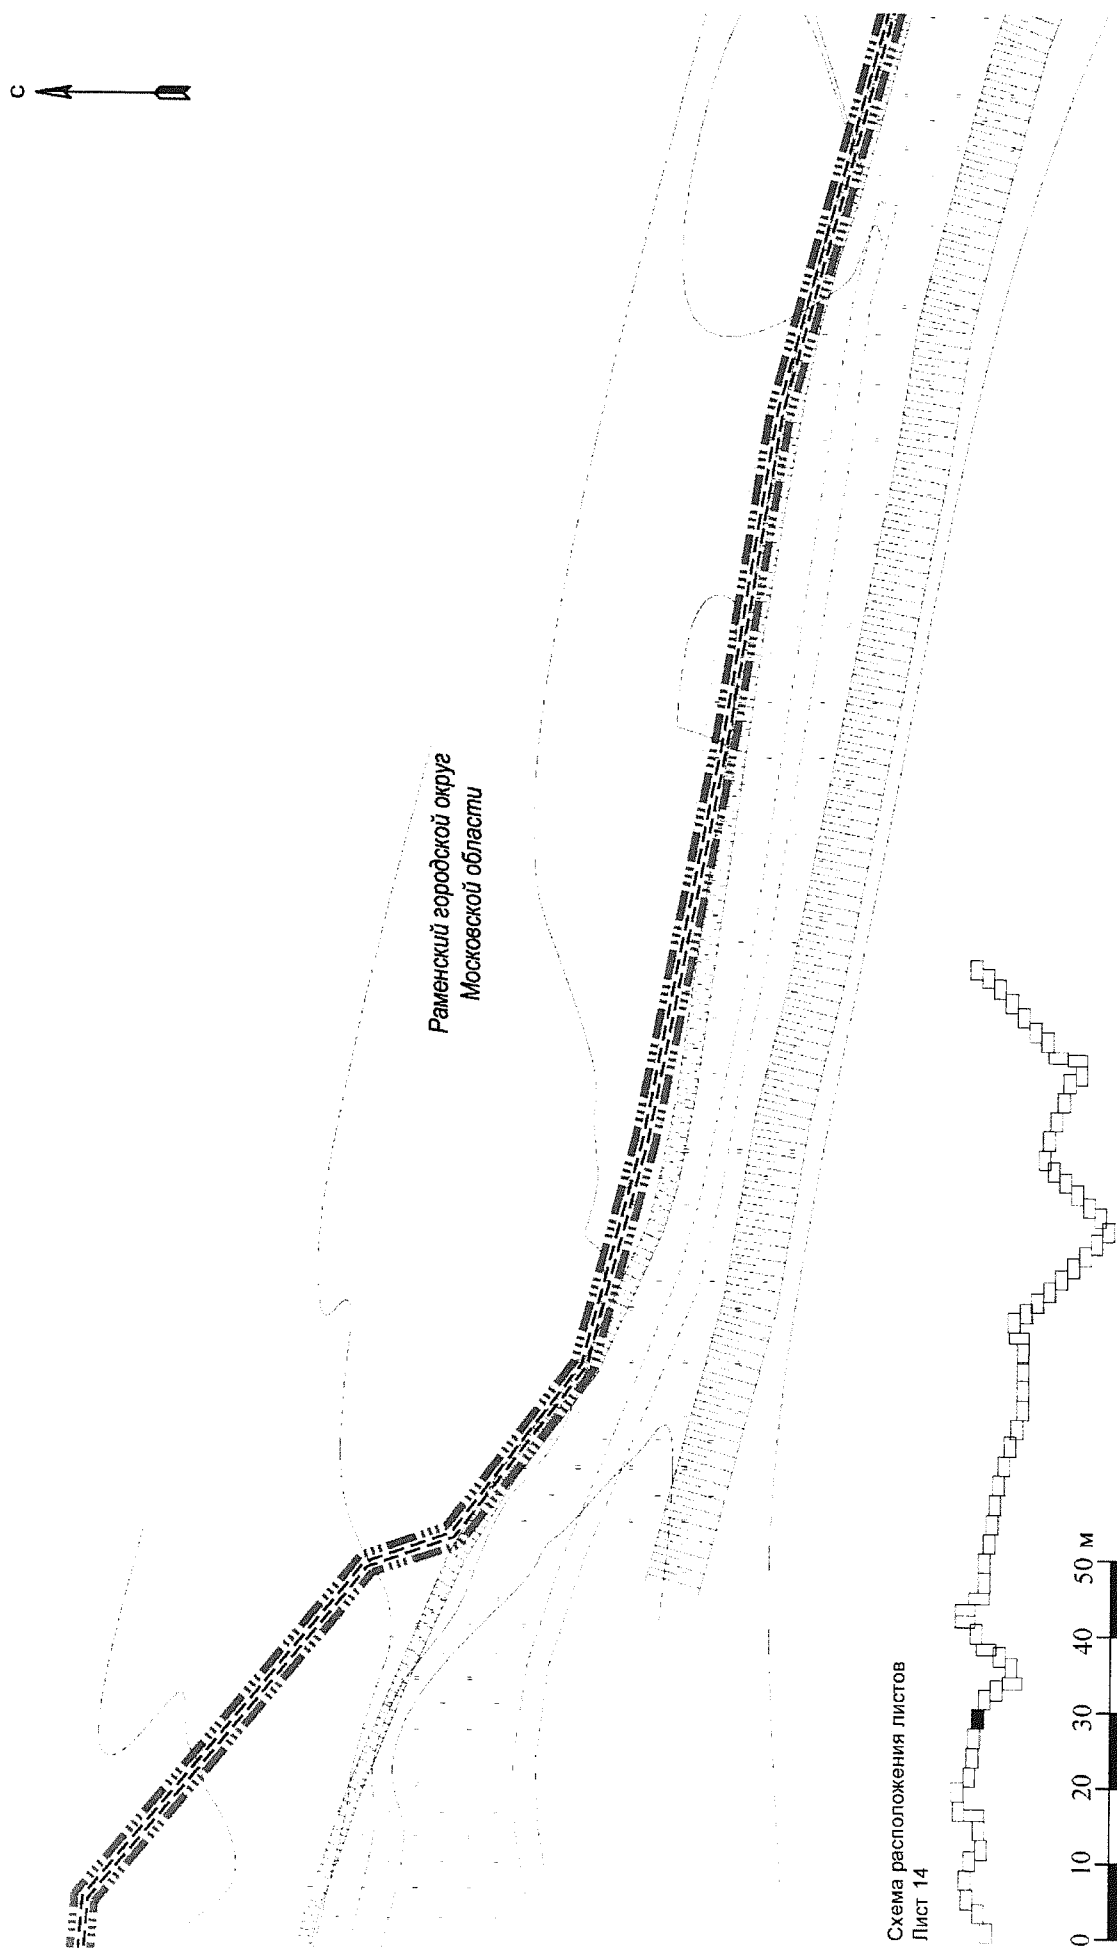 С
Раменский городской округ
Московской области
Схема расположения листов
Лист 14
0 10 20 30 40 50 м